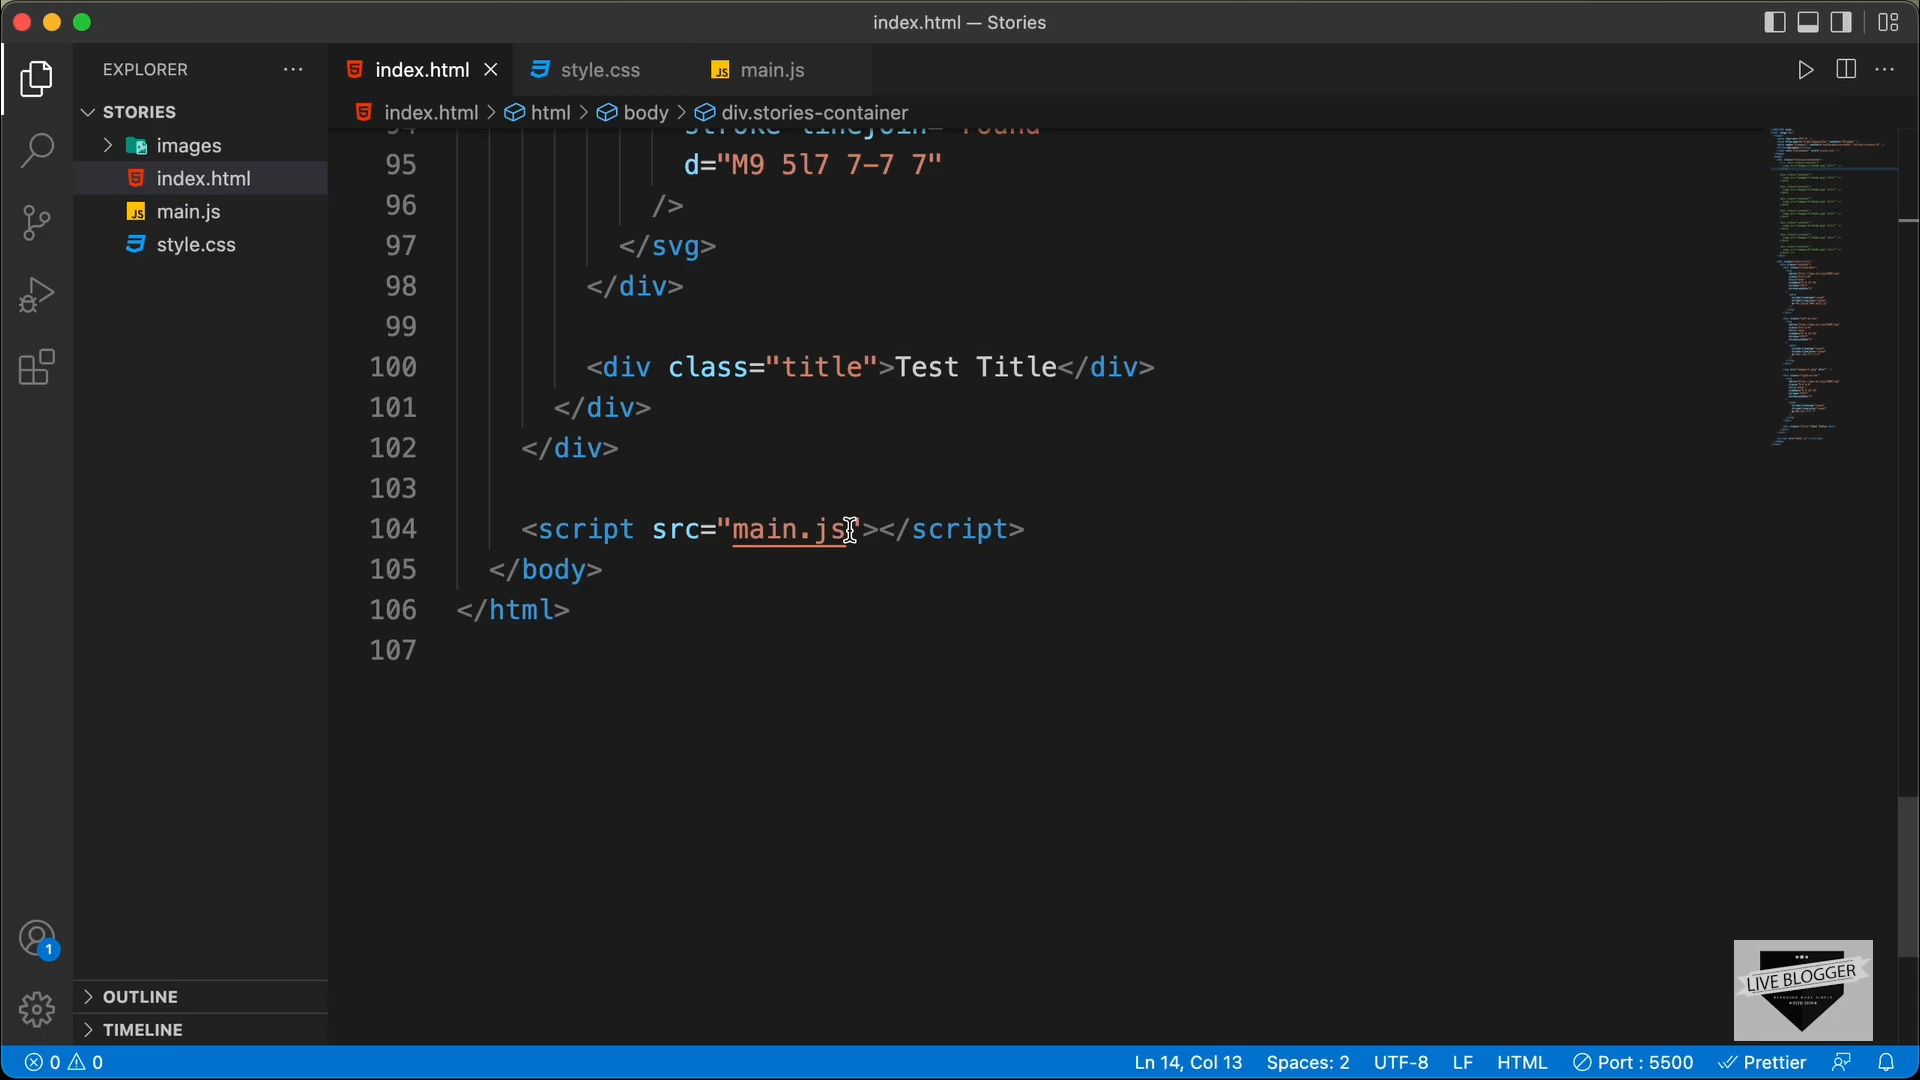 index.html — Stories
EXPLORER
index.html
style.css
main.js
STORIES
index.html > html > body > div.stories-container
images
index.html
main.js
style.css
95 d="M9 5l7 7-7 7"
96 />
97 </svg>
98 </div>
99
100 <div class="title">Test Title</div>
101 </div>
102 </div>
103
104 <script src="main.js"></script>
105 </body>
106 </html>
107
1
OUTLINE
TIMELINE
LIVE BLOGGER
0 0
Ln 14, Col 13
Spaces: 2
UTF-8
LF
HTML
Port : 5500
Prettier